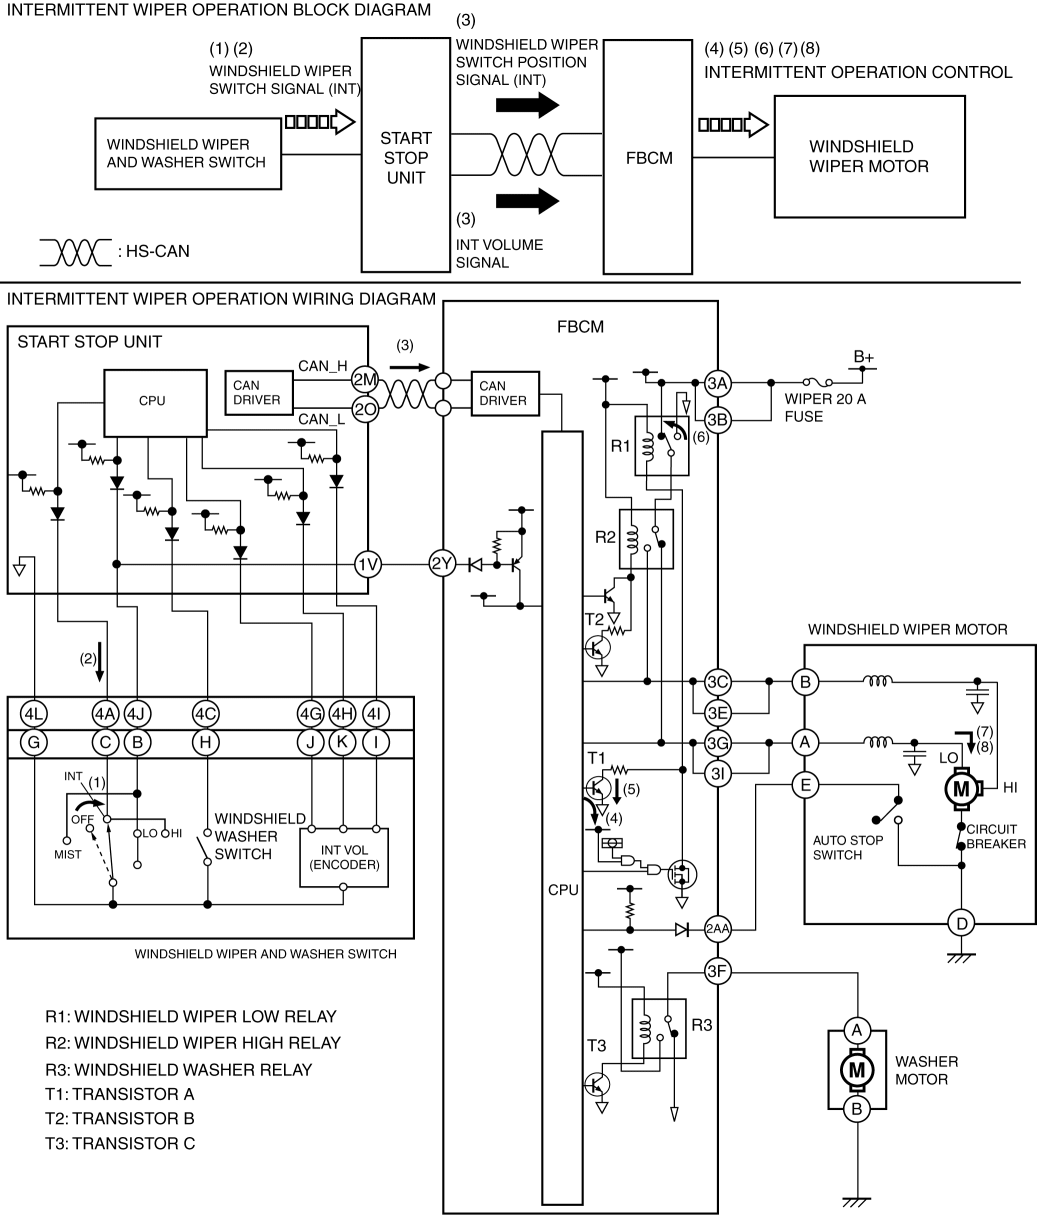 INTERMITTENT WIPER OPERATION BLOCK DIAGRAM
(1) (2)
WINDSHIELD WIPER
SWITCH SIGNAL (INT)
(3)
WINDSHIELD WIPER
SWITCH POSITION
SIGNAL (INT)
(4) (5) (6) (7) (8)
INTERMITTENT OPERATION CONTROL
WINDSHIELD WIPER
AND WASHER SWITCH
START
STOP
UNIT
FBCM
WINDSHIELD
WIPER MOTOR
(3)
INT VOLUME
SIGNAL
: HS-CAN
INTERMITTENT WIPER OPERATION WIRING DIAGRAM
START STOP UNIT
FBCM
CPU
CAN
DRIVER
CAN_H
CAN_L
2M
2O
(3)
CAN
DRIVER
3A
3B
B+
WIPER 20 A
FUSE
R1
(6)
R2
1V
2Y
T2
(2)
4L
4A
4J
4C
4G
4H
4I
G
C
B
H
J
K
I
INT
(1)
OFF
MIST
LO
HI
WINDSHIELD
WASHER
SWITCH
INT VOL
(ENCODER)
WINDSHIELD WIPER AND WASHER SWITCH
3C
3E
3G
3I
T1
(5)
(4)
CPU
2AA
3F
R3
T3
WINDSHIELD WIPER MOTOR
B
A
E
(7)
(8)
LO
M
HI
AUTO STOP
SWITCH
CIRCUIT
BREAKER
D
A
M
B
WASHER
MOTOR
R1: WINDSHIELD WIPER LOW RELAY
R2: WINDSHIELD WIPER HIGH RELAY
R3: WINDSHIELD WASHER RELAY
T1: TRANSISTOR A
T2: TRANSISTOR B
T3: TRANSISTOR C